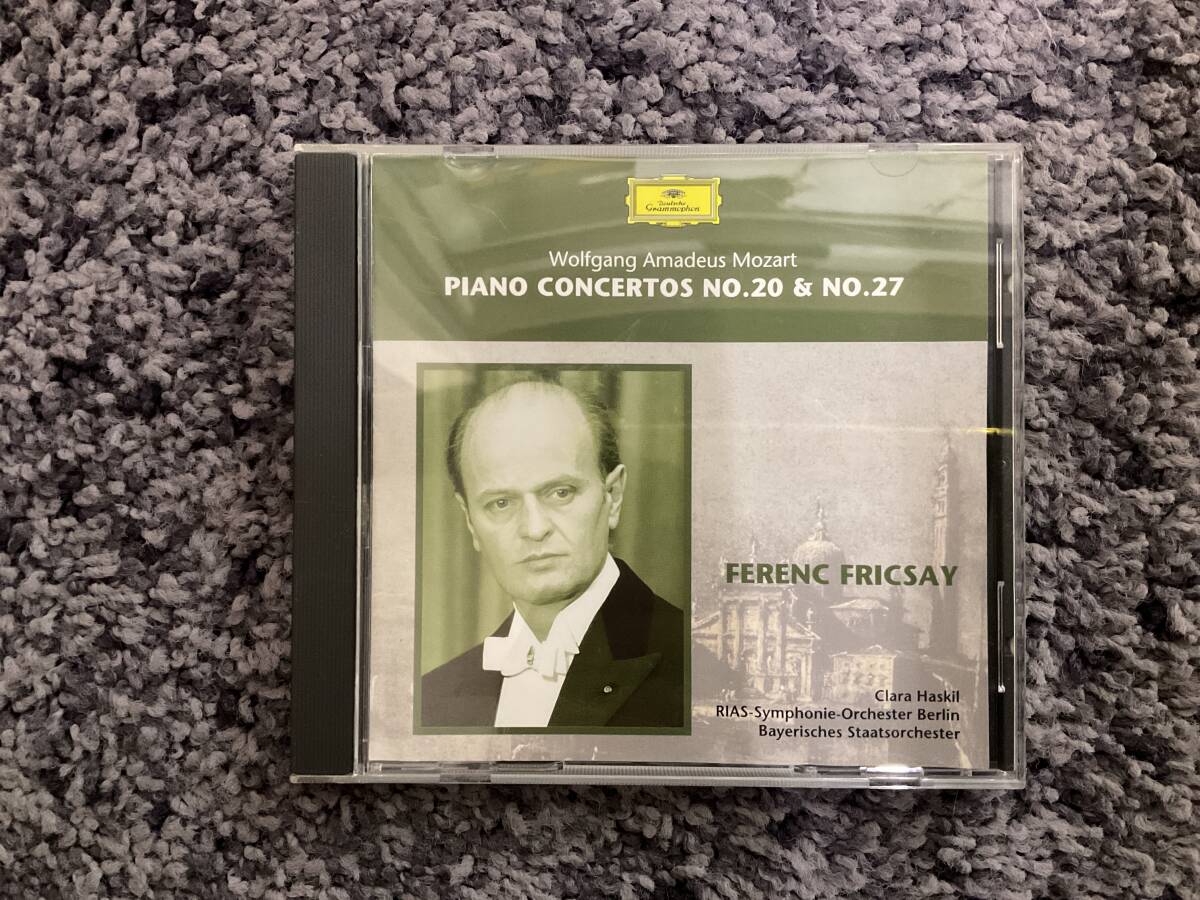 Deutsche
Grammophon
Wolfgang Amadeus Mozart
PIANO CONCERTOS NO.20 & NO.27
FERENC FRICSAY
Clara Haskil
RIAS-Symphonie-Orchester Berlin
Bayerisches Staatsorchester